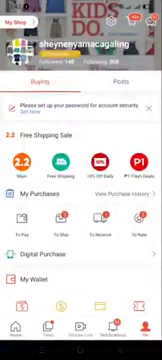 KIDS
DO.
My Shop >
sheynenyamacagaling
Followers 145
Following 308
Buying
Posts
Please set up your password for account security.
Set Now
2.2 Free Shipping Sale
2.2
10%
P1
Main
Free Shipping
10% Off Daily
P1 Flash Deals
My Purchases
View Purchase History >
To Pay
To Ship
To Receive
To Rate
Digital Purchase
My Wallet
Home
Feed
Shopee Live
Notifications
Me